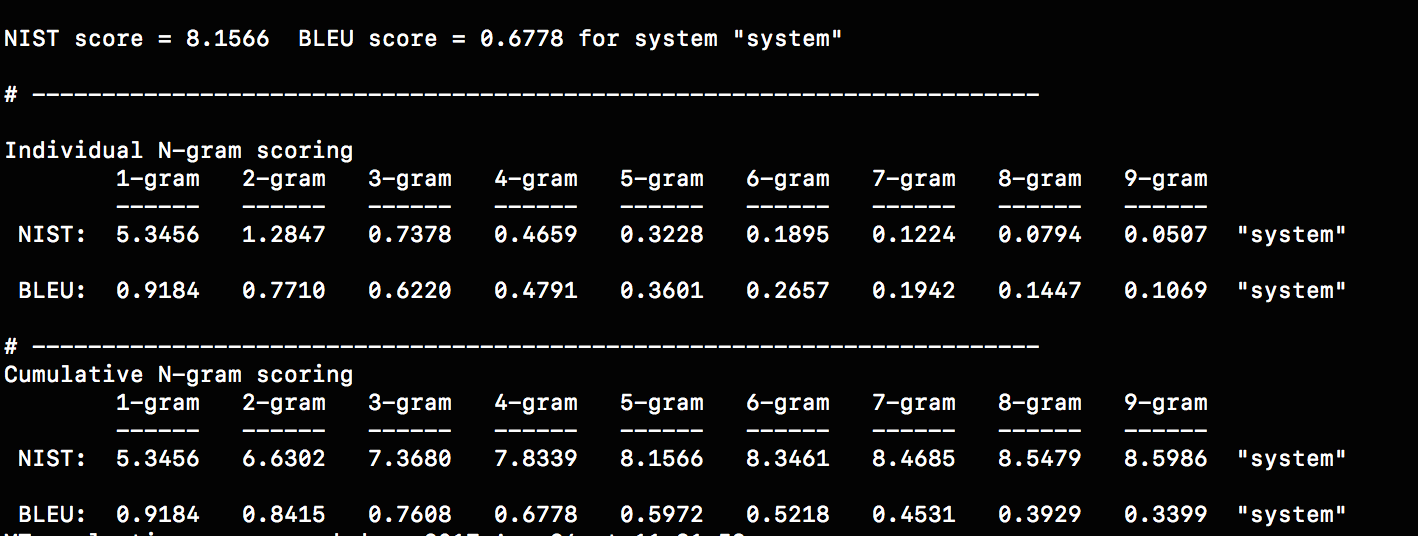 NIST score = 8.1566  BLEU score = 0.6778 for system "system"
# ------------------------------------------------------------------------
Individual N-gram scoring
        1-gram   2-gram   3-gram   4-gram   5-gram   6-gram   7-gram   8-gram   9-gram
        ------   ------   ------   ------   ------   ------   ------   ------   ------
 NIST:  5.3456   1.2847   0.7378   0.4659   0.3228   0.1895   0.1224   0.0794   0.0507  "system"
 BLEU:  0.9184   0.7710   0.6220   0.4791   0.3601   0.2657   0.1942   0.1447   0.1069  "system"
# ------------------------------------------------------------------------
Cumulative N-gram scoring
        1-gram   2-gram   3-gram   4-gram   5-gram   6-gram   7-gram   8-gram   9-gram
        ------   ------   ------   ------   ------   ------   ------   ------   ------
 NIST:  5.3456   6.6302   7.3680   7.8339   8.1566   8.3461   8.4685   8.5479   8.5986  "system"
 BLEU:  0.9184   0.8415   0.7608   0.6778   0.5972   0.5218   0.4531   0.3929   0.3399  "system"